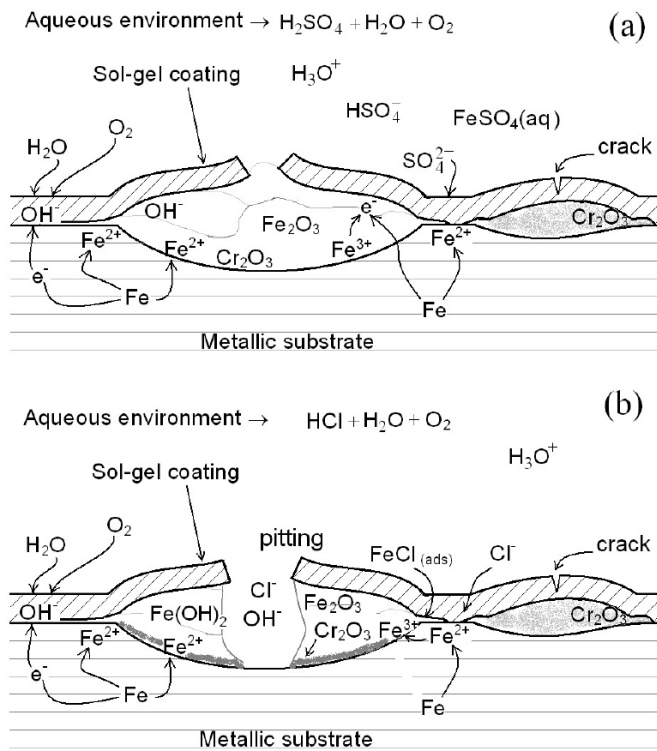 Aqueous environment → H₂SO₄ + H₂O + O₂
(a)
Sol-gel coating
H₃O⁺
HSO₄⁻
FeSO₄(aq)
O₂
H₂O
SO₄²⁻
crack
OH⁻
OH⁻
e⁻
Fe₂O₃
Cr₂O₃
Fe²⁺
Fe²⁺
Fe³⁺
Fe²⁺
Cr₂O₃
e⁻
Fe
Fe
Metallic substrate
(b)
Aqueous environment → HCl + H₂O + O₂
H₃O⁺
Sol-gel coating
pitting
O₂
H₂O
FeCl (ads)
Cl⁻
crack
Cl⁻
OH⁻
OH⁻
Fe(OH)₂
Fe₂O₃
Cr₂O₃
Fe²⁺
Fe²⁺
Cr₂O₃
Fe³⁺
Fe²⁺
e⁻
Fe
Fe
Metallic substrate